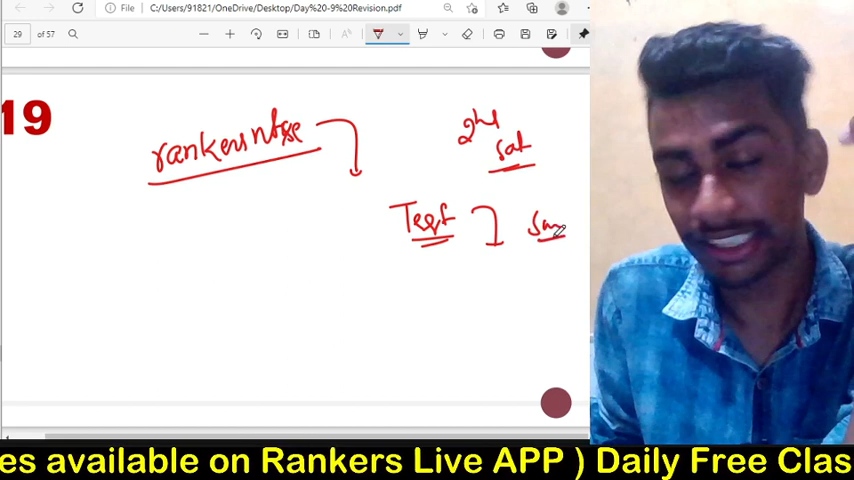 File | C:/Users/91821/OneDrive/Desktop/Day%20-9%20Revision.pdf
29 of 57
19
2nd
sat
Test
es available on Rankers Live APP ) Daily Free Clas